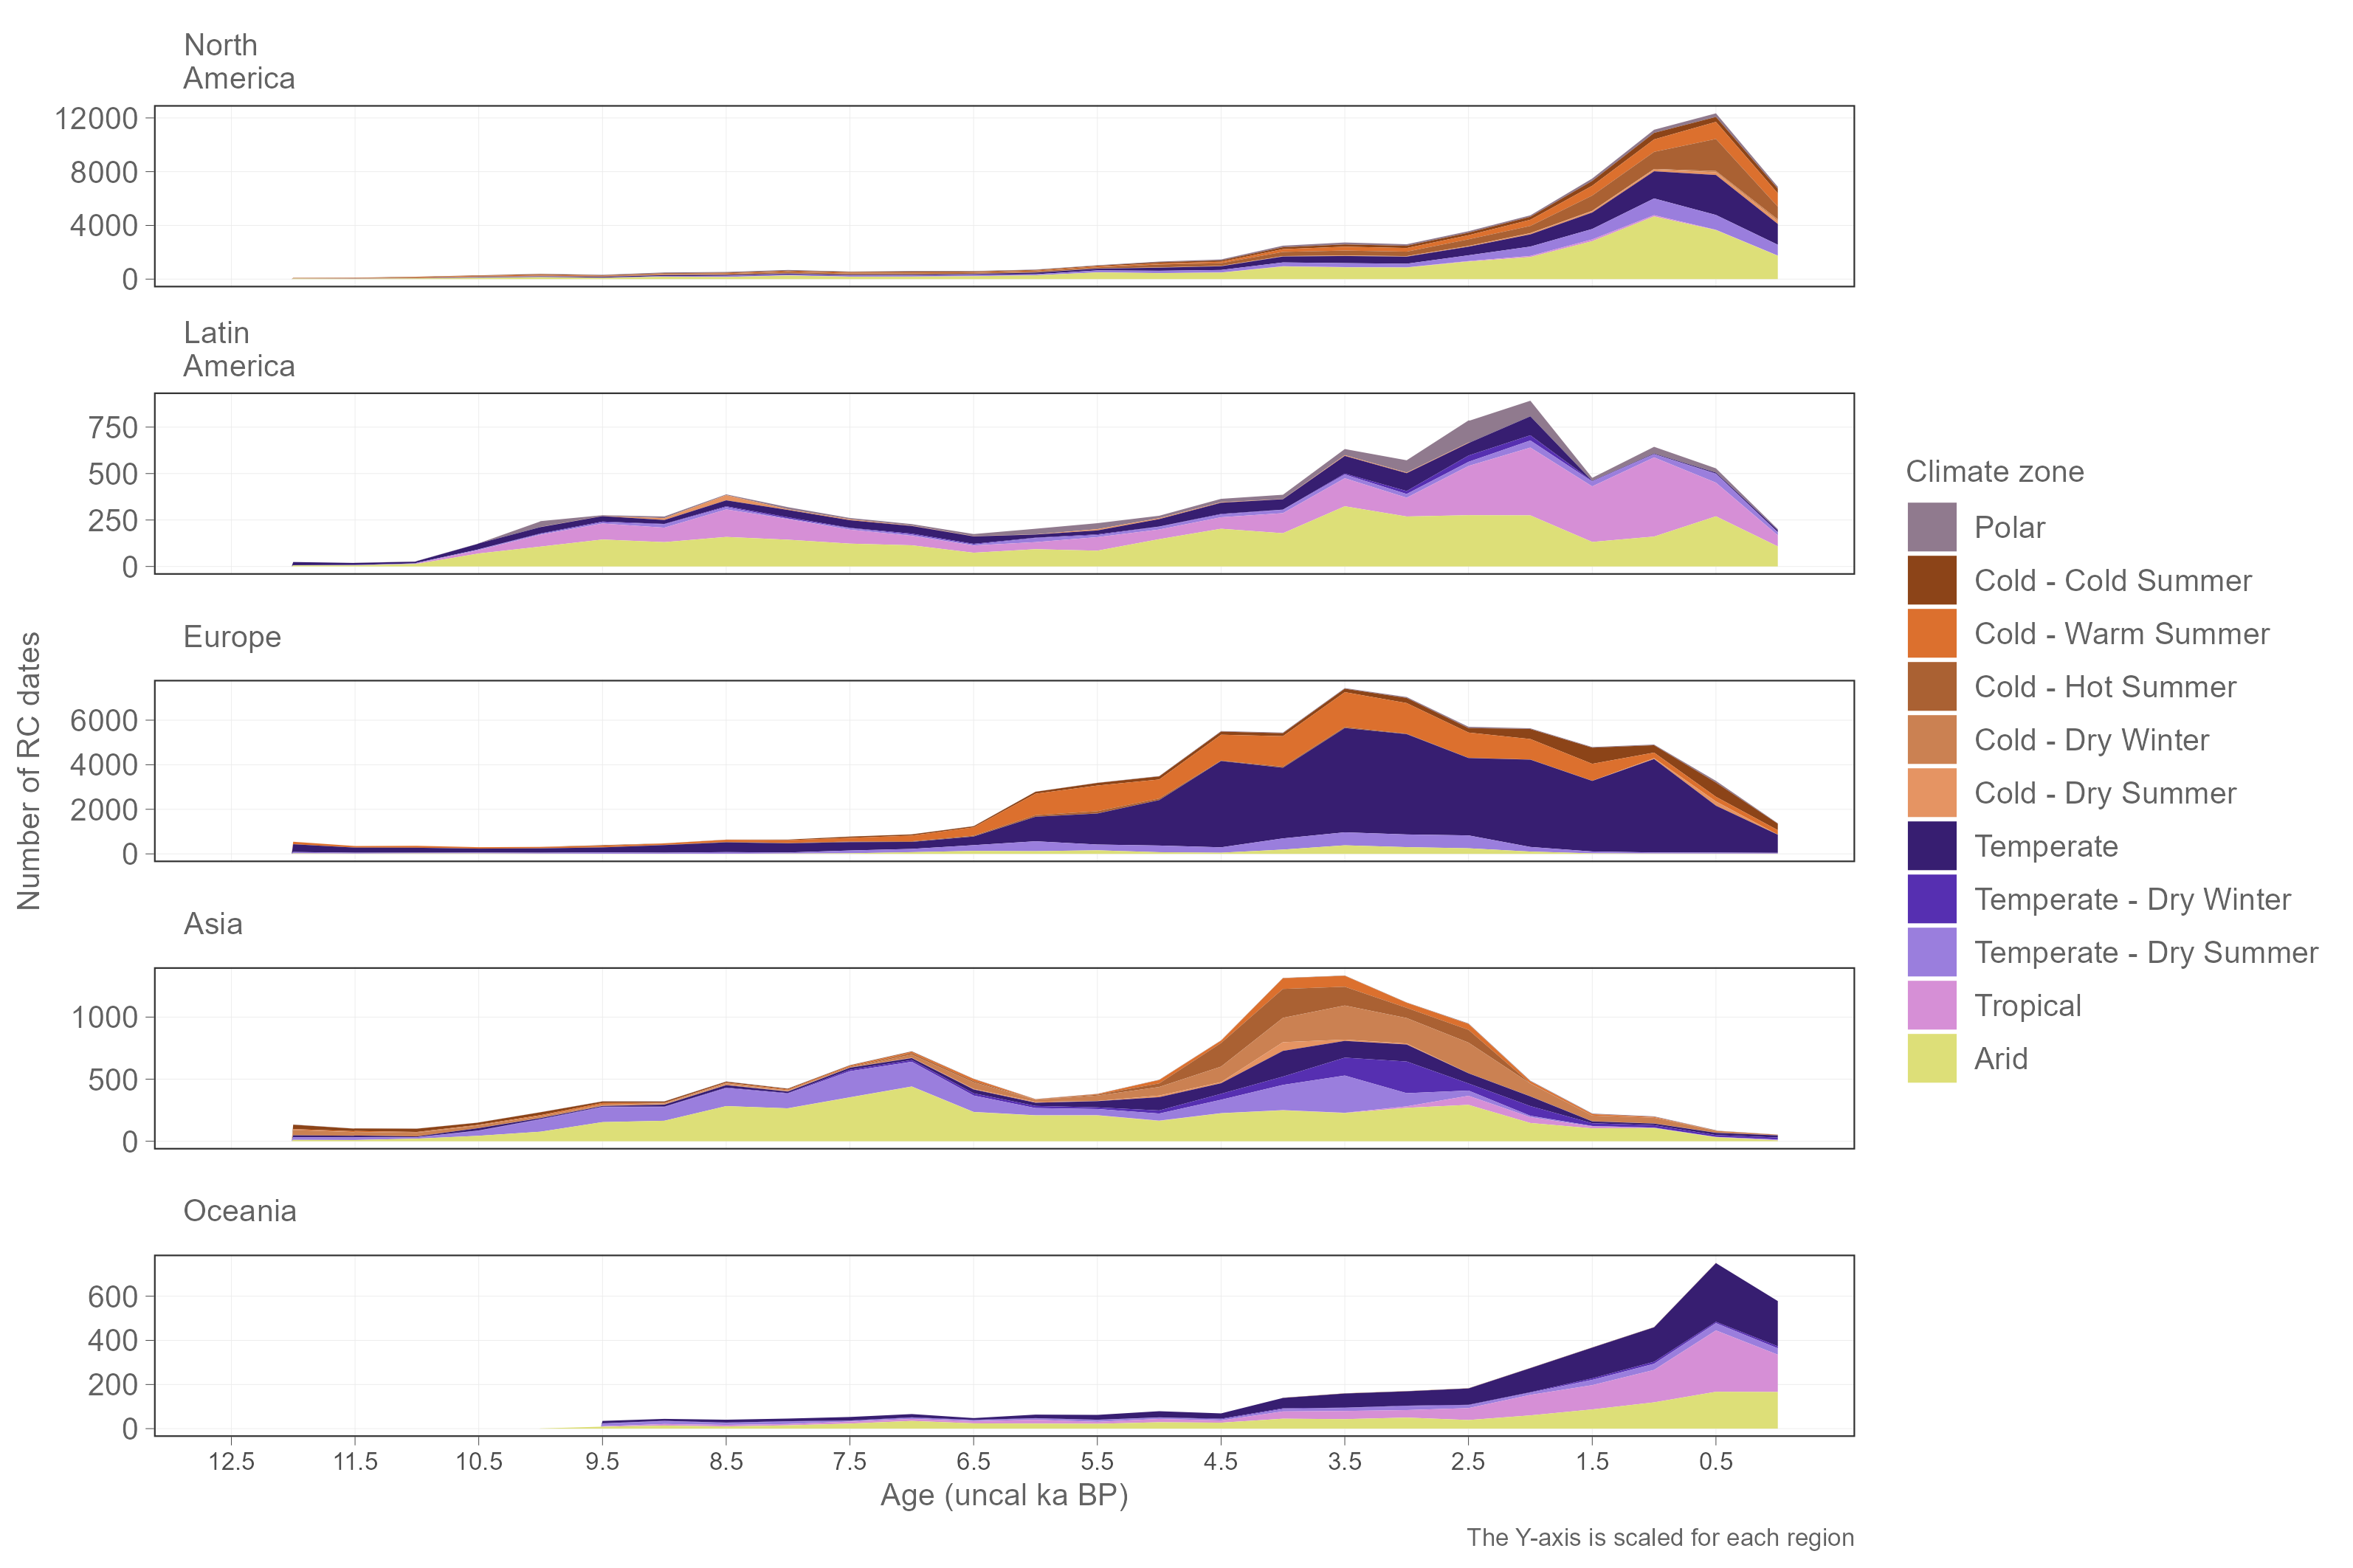 North
America
12000
8000
4000
0
Latin
America
750
500
250
0
Europe
6000
4000
2000
0
Asia
1000
500
0
Oceania
600
400
200
0
12.5 11.5 10.5 9.5 8.5 7.5 6.5 5.5 4.5 3.5 2.5 1.5 0.5
Age (uncal ka BP)
Number of RC dates
The Y-axis is scaled for each region
Climate zone
Polar
Cold - Cold Summer
Cold - Warm Summer
Cold - Hot Summer
Cold - Dry Winter
Cold - Dry Summer
Temperate
Temperate - Dry Winter
Temperate - Dry Summer
Tropical
Arid